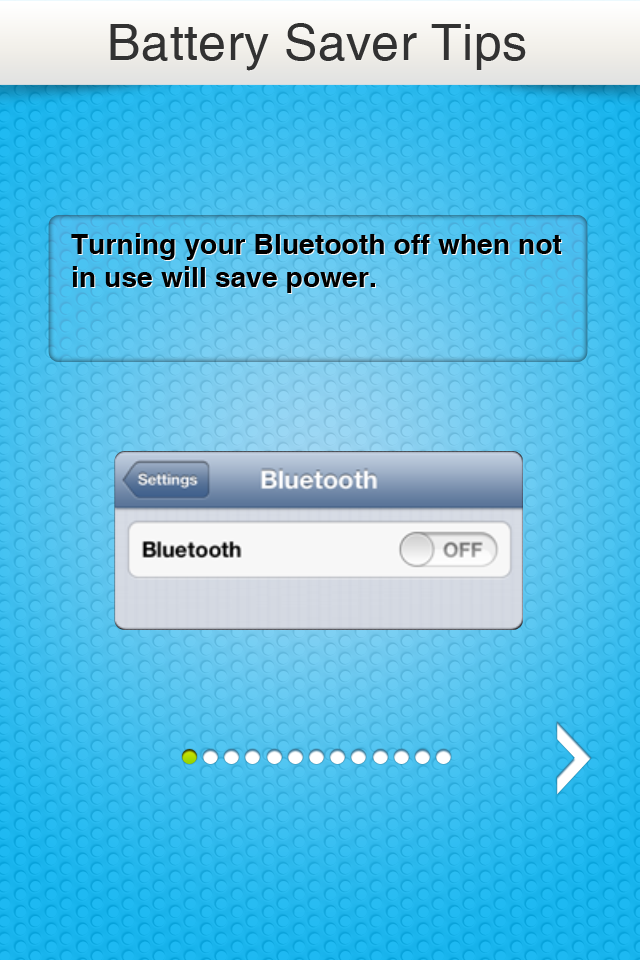 Battery Saver Tips
Turning your Bluetooth off when not
in use will save power.
Settings
Bluetooth
Bluetooth
OFF